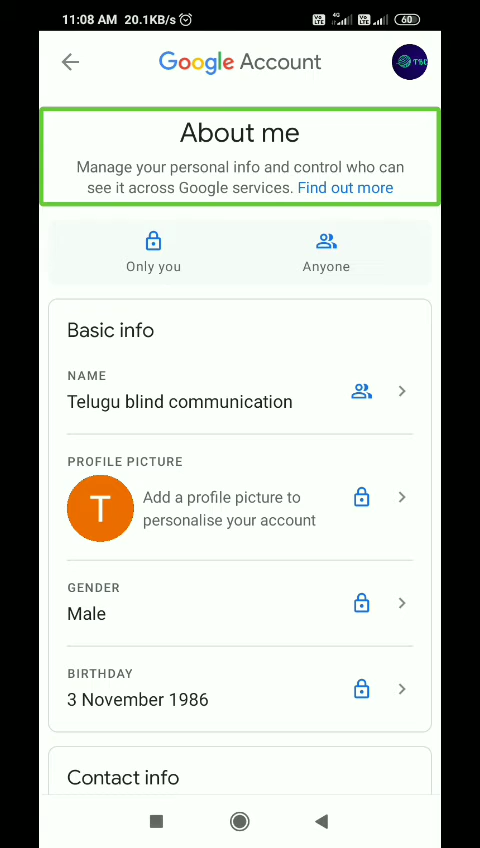 11:08 AM 20.1KB/s 4G 60
Google Account
About me
Manage your personal info and control who can
see it across Google services. Find out more
Only you Anyone
Basic info
NAME
Telugu blind communication
PROFILE PICTURE
T
Add a profile picture to
personalise your account
GENDER
Male
BIRTHDAY
3 November 1986
Contact info